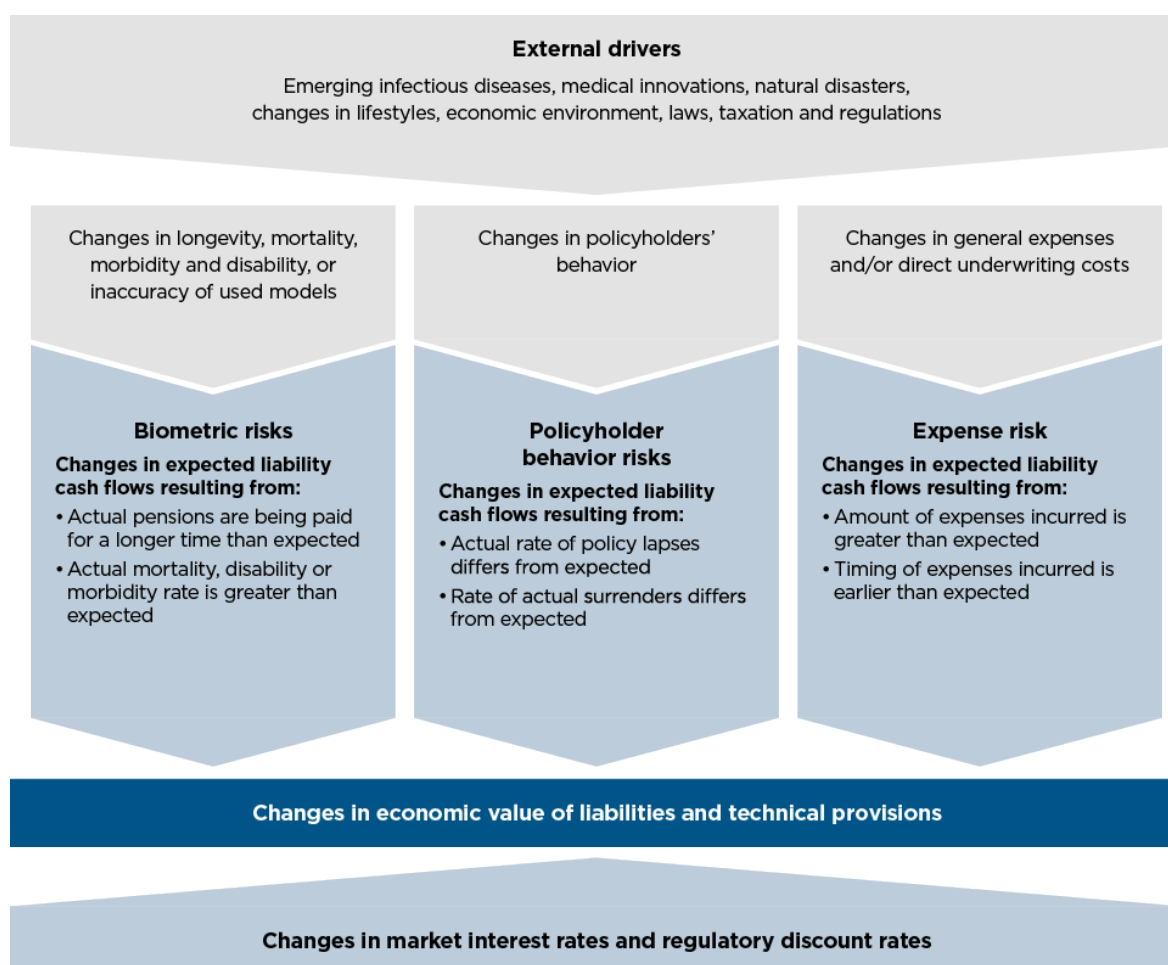 External drivers
Emerging infectious diseases, medical innovations, natural disasters,
changes in lifestyles, economic environment, laws, taxation and regulations
Changes in longevity, mortality,
morbidity and disability, or
inaccuracy of used models
Changes in policyholders'
behavior
Changes in general expenses
and/or direct underwriting costs
Biometric risks
Changes in expected liability
cash flows resulting from:
• Actual pensions are being paid
for a longer time than expected
• Actual mortality, disability or
morbidity rate is greater than
expected
Policyholder
behavior risks
Changes in expected liability
cash flows resulting from:
• Actual rate of policy lapses
differs from expected
• Rate of actual surrenders differs
from expected
Expense risk
Changes in expected liability
cash flows resulting from:
• Amount of expenses incurred is
greater than expected
• Timing of expenses incurred is
earlier than expected
Changes in economic value of liabilities and technical provisions
Changes in market interest rates and regulatory discount rates